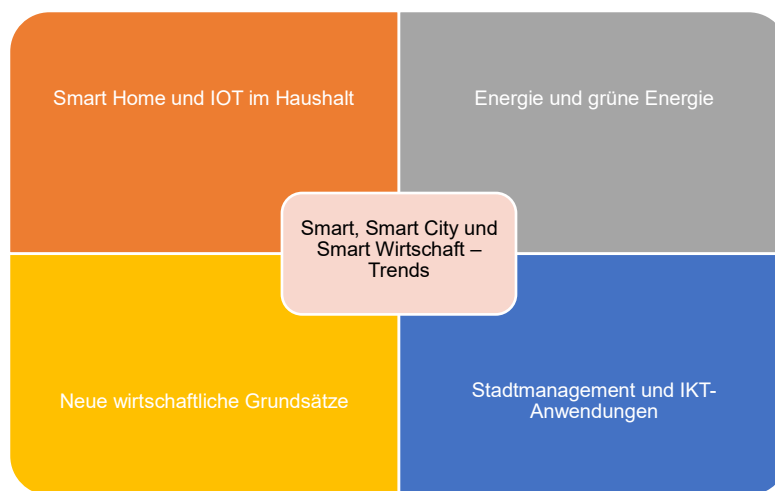 Smart Home und IOT im Haushalt
Energie und grüne Energie
Smart, Smart City und
Smart Wirtschaft –
Trends
Neue wirtschaftliche Grundsätze
Stadtmanagement und IKT-
Anwendungen